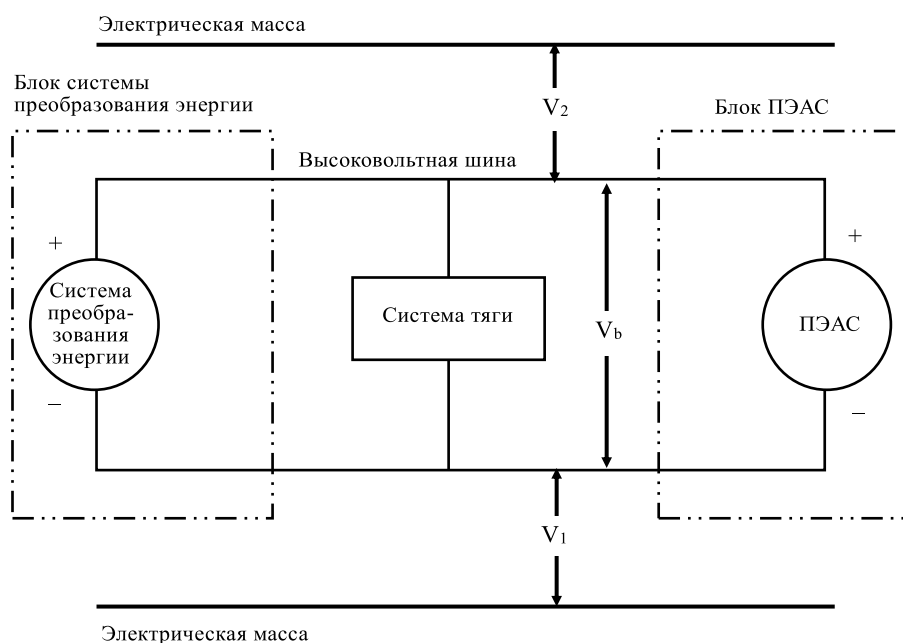 Электрическая масса
Блок системы
преобразования энергии
V2
Блок ПЭАС
Высоковольтная шина
+
+
Система
преобра-
зования
энергии
Система тяги
Vb
ПЭАС
–
–
V1
Электрическая масса